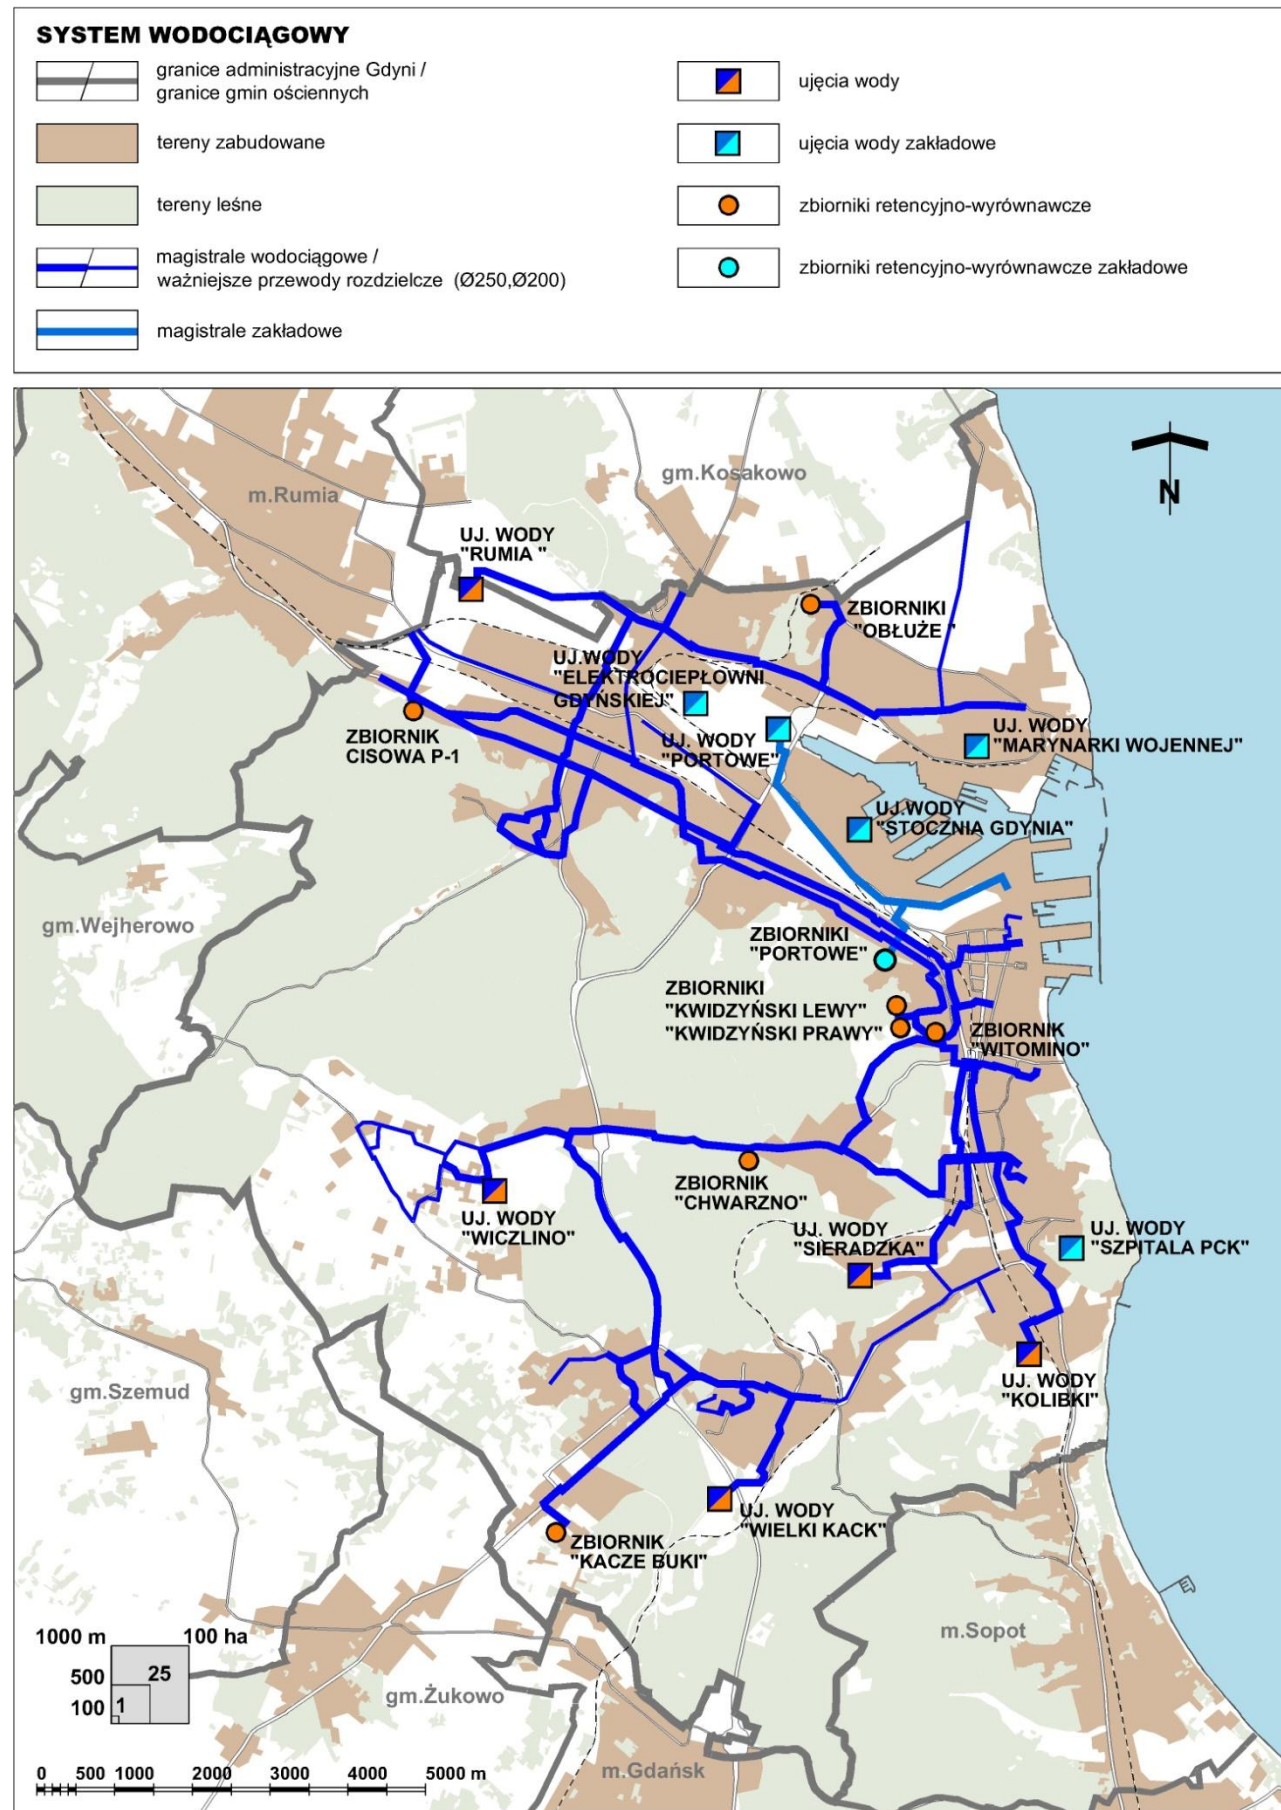 SYSTEM WODOCIĄGOWY
granice administracyjne Gdyni /
granice gmin ościennych
tereny zabudowane
tereny leśne
magistrale wodociągowe /
ważniejsze przewody rozdzielcze (Ø250,Ø200)
magistrale zakładowe
ujęcia wody
ujęcia wody zakładowe
zbiorniki retencyjno-wyrównawcze
zbiorniki retencyjno-wyrównawcze zakładowe
gm.Kosakowo
m.Rumia
N
UJ. WODY
"RUMIA "
ZBIORNIKI
"OBŁUŻE "
UJ.WODY
"ELEKTROCIEPŁOWNI
GDYŃSKIEJ"
ZBIORNIK
CISOWA P-1
UJ. WODY
"PORTOWE"
UJ. WODY
"MARYNARKI WOJENNEJ"
UJ.WODY
"STOCZNIA GDYNIA"
gm.Wejherowo
ZBIORNIKI
"PORTOWE"
ZBIORNIKI
"KWIDZYŃSKI LEWY"
"KWIDZYŃSKI PRAWY"
ZBIORNIK
"WITOMINO"
ZBIORNIK
"CHWARZNO"
UJ. WODY
"WICZLINO"
UJ. WODY
"SIERADZKA"
UJ. WODY
"SZPITALA PCK"
gm.Szemud
UJ. WODY
"KOLIBKI"
UJ. WODY
"WIELKI KACK"
ZBIORNIK
"KACZE BUKI"
m.Sopot
1000 m 100 ha
500 25
100 1
gm.Żukowo
m.Gdańsk
0 500 1000 2000 3000 4000 5000 m